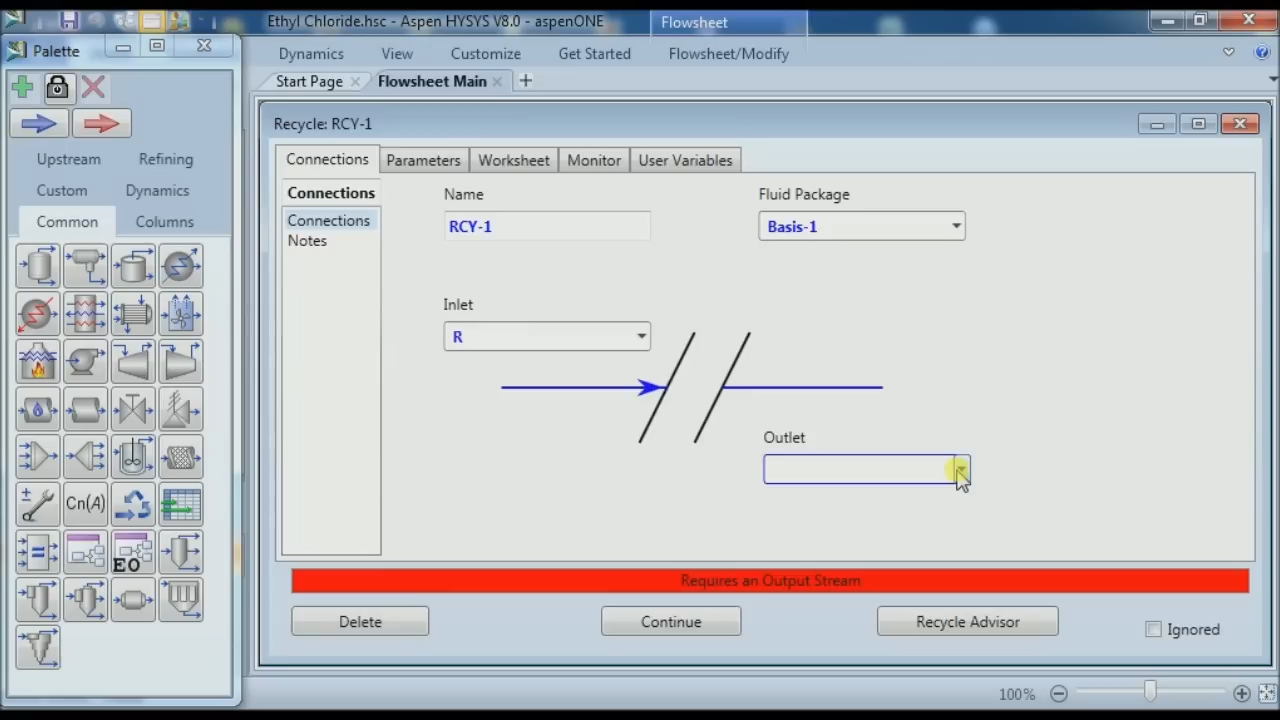 Ethyl Chloride.hsc - Aspen HYSYS V8.0 - aspenONE
Flowsheet
Palette
Dynamics
View
Customize
Get Started
Flowsheet/Modify
Start Page
Flowsheet Main
Recycle: RCY-1
Upstream
Refining
Custom
Dynamics
Common
Columns
Connections
Parameters
Worksheet
Monitor
User Variables
Connections
Connections
Notes
Name
RCY-1
Fluid Package
Basis-1
Inlet
R
Outlet
Cn(A)
EO
Requires an Output Stream
Delete
Continue
Recycle Advisor
Ignored
100%